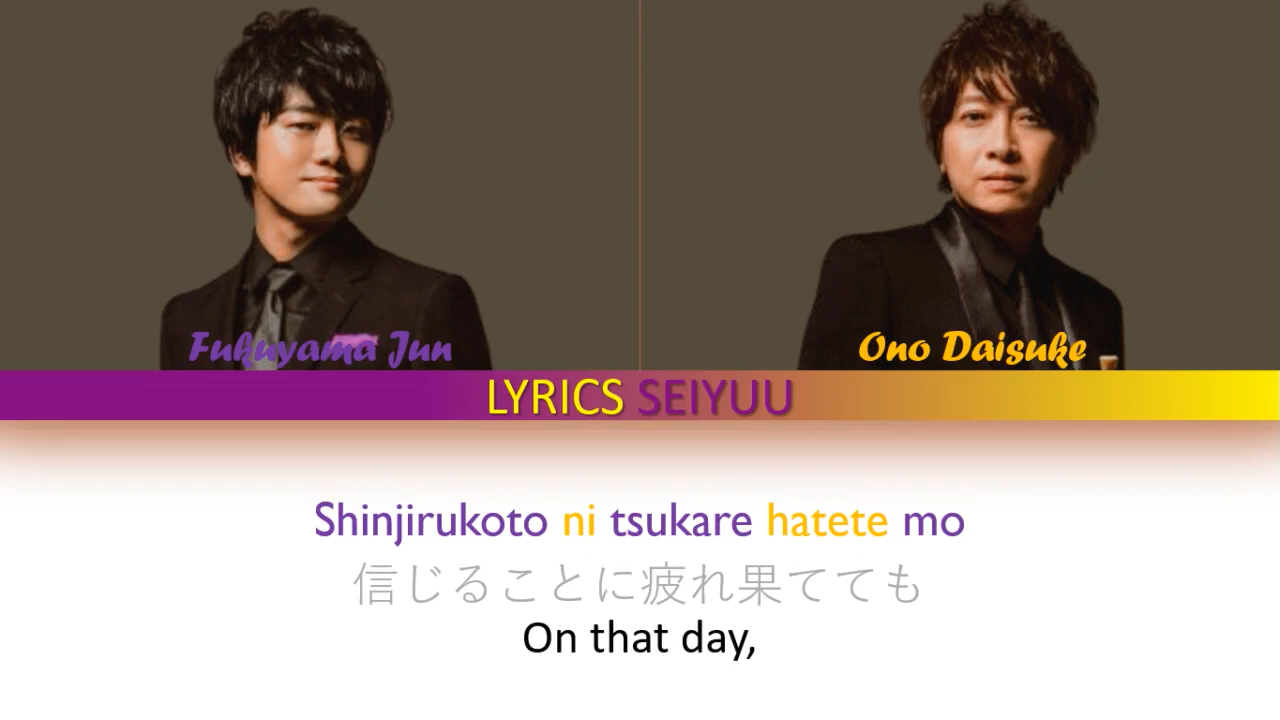 Fukuyama Jun
Ono Daisuke
LYRICS SEIYUU
Shinjirukoto ni tsukare hatete mo
信じることに疲れ果てても
On that day,